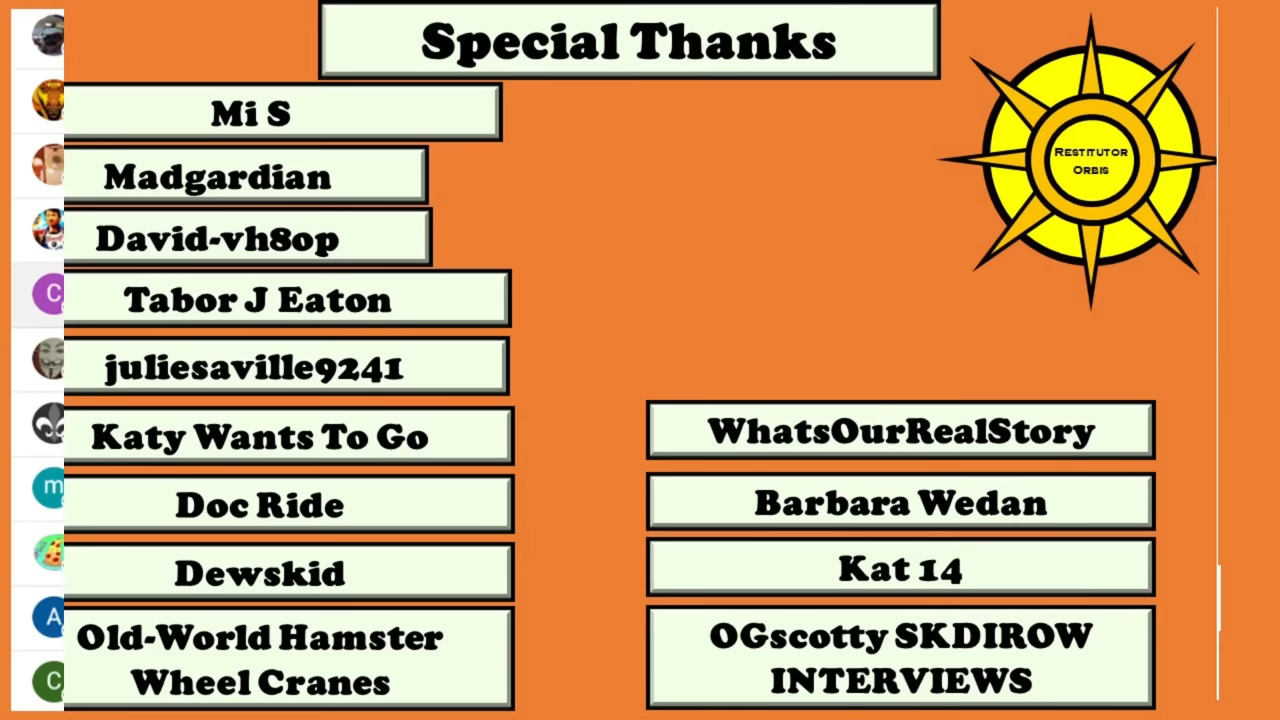 Special Thanks
Mi S
Madgardian
David-vh8op
Tabor J Eaton
juliesaville9241
Katy Wants To Go
Doc Ride
Dewskid
Old-World Hamster
Wheel Cranes
WhatsOurRealStory
Barbara Wedan
Kat 14
OGscotty SKDIROW
INTERVIEWS
Restitutor
Orbis
C
m
A
C